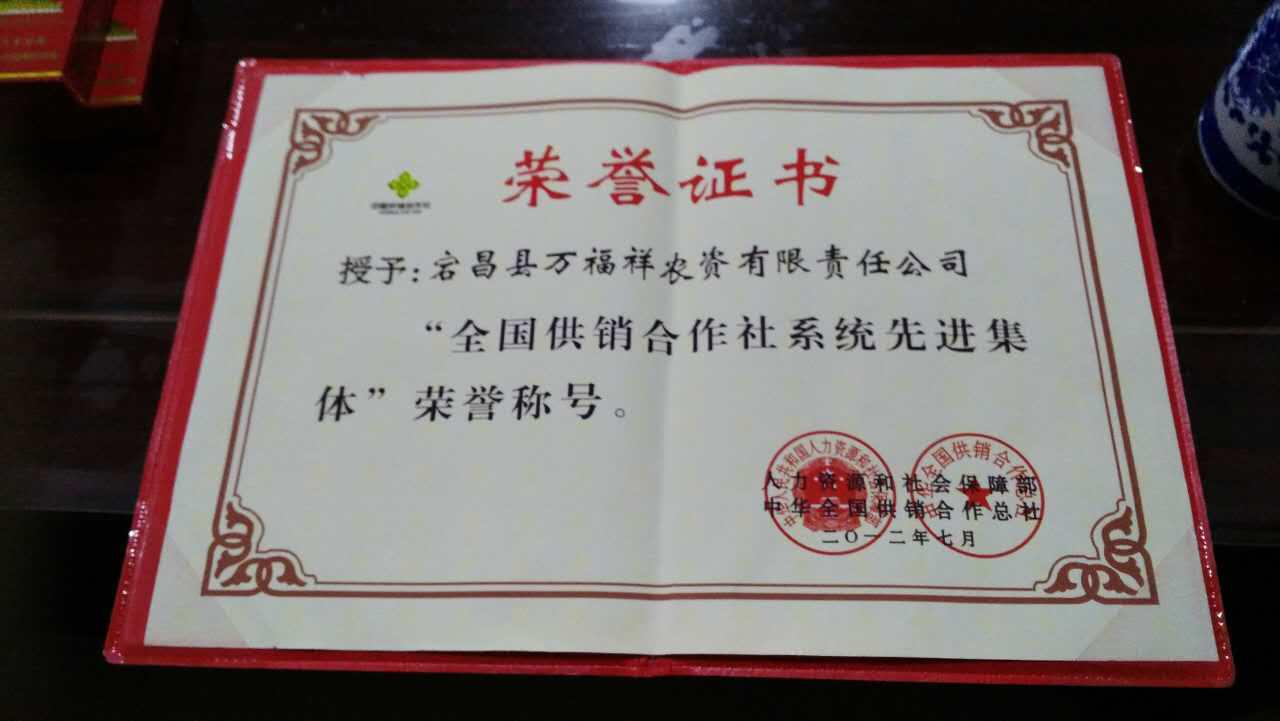 荣誉证书
授予：宕昌县万福祥农资有限责任公司
“全国供销合作社系统先进集
体”荣誉称号。
人力资源和社会保障部
中华全国供销合作总社
二〇一二年七月